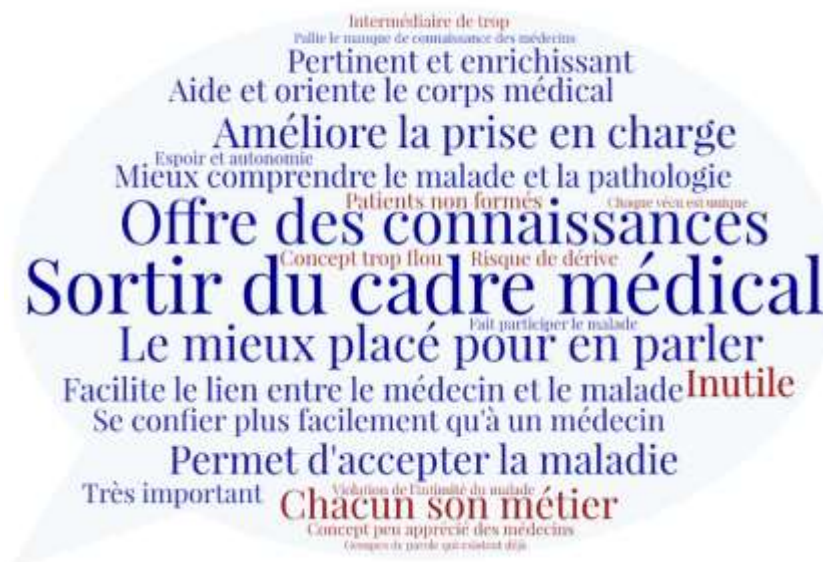 Intermédiaire de trop
Pallie le manque de connaissance des médecins
Pertinent et enrichissant
Aide et oriente le corps médical
Améliore la prise en charge
Espoir et autonomie
Mieux comprendre le malade et la pathologie
Patients non formés
Chaque vécu est unique
Offre des connaissances
Concept trop flou
Risque de dérive
Sortir du cadre médical
Fait participer le malade
Le mieux placé pour en parler
Facilite le lien entre le médecin et le malade
Inutile
Se confier plus facilement qu'à un médecin
Permet d'accepter la maladie
Très important
Violation de l'intimité du malade
Chacun son métier
Concept peu apprécié des médecins
Groupes de parole qui existent déjà